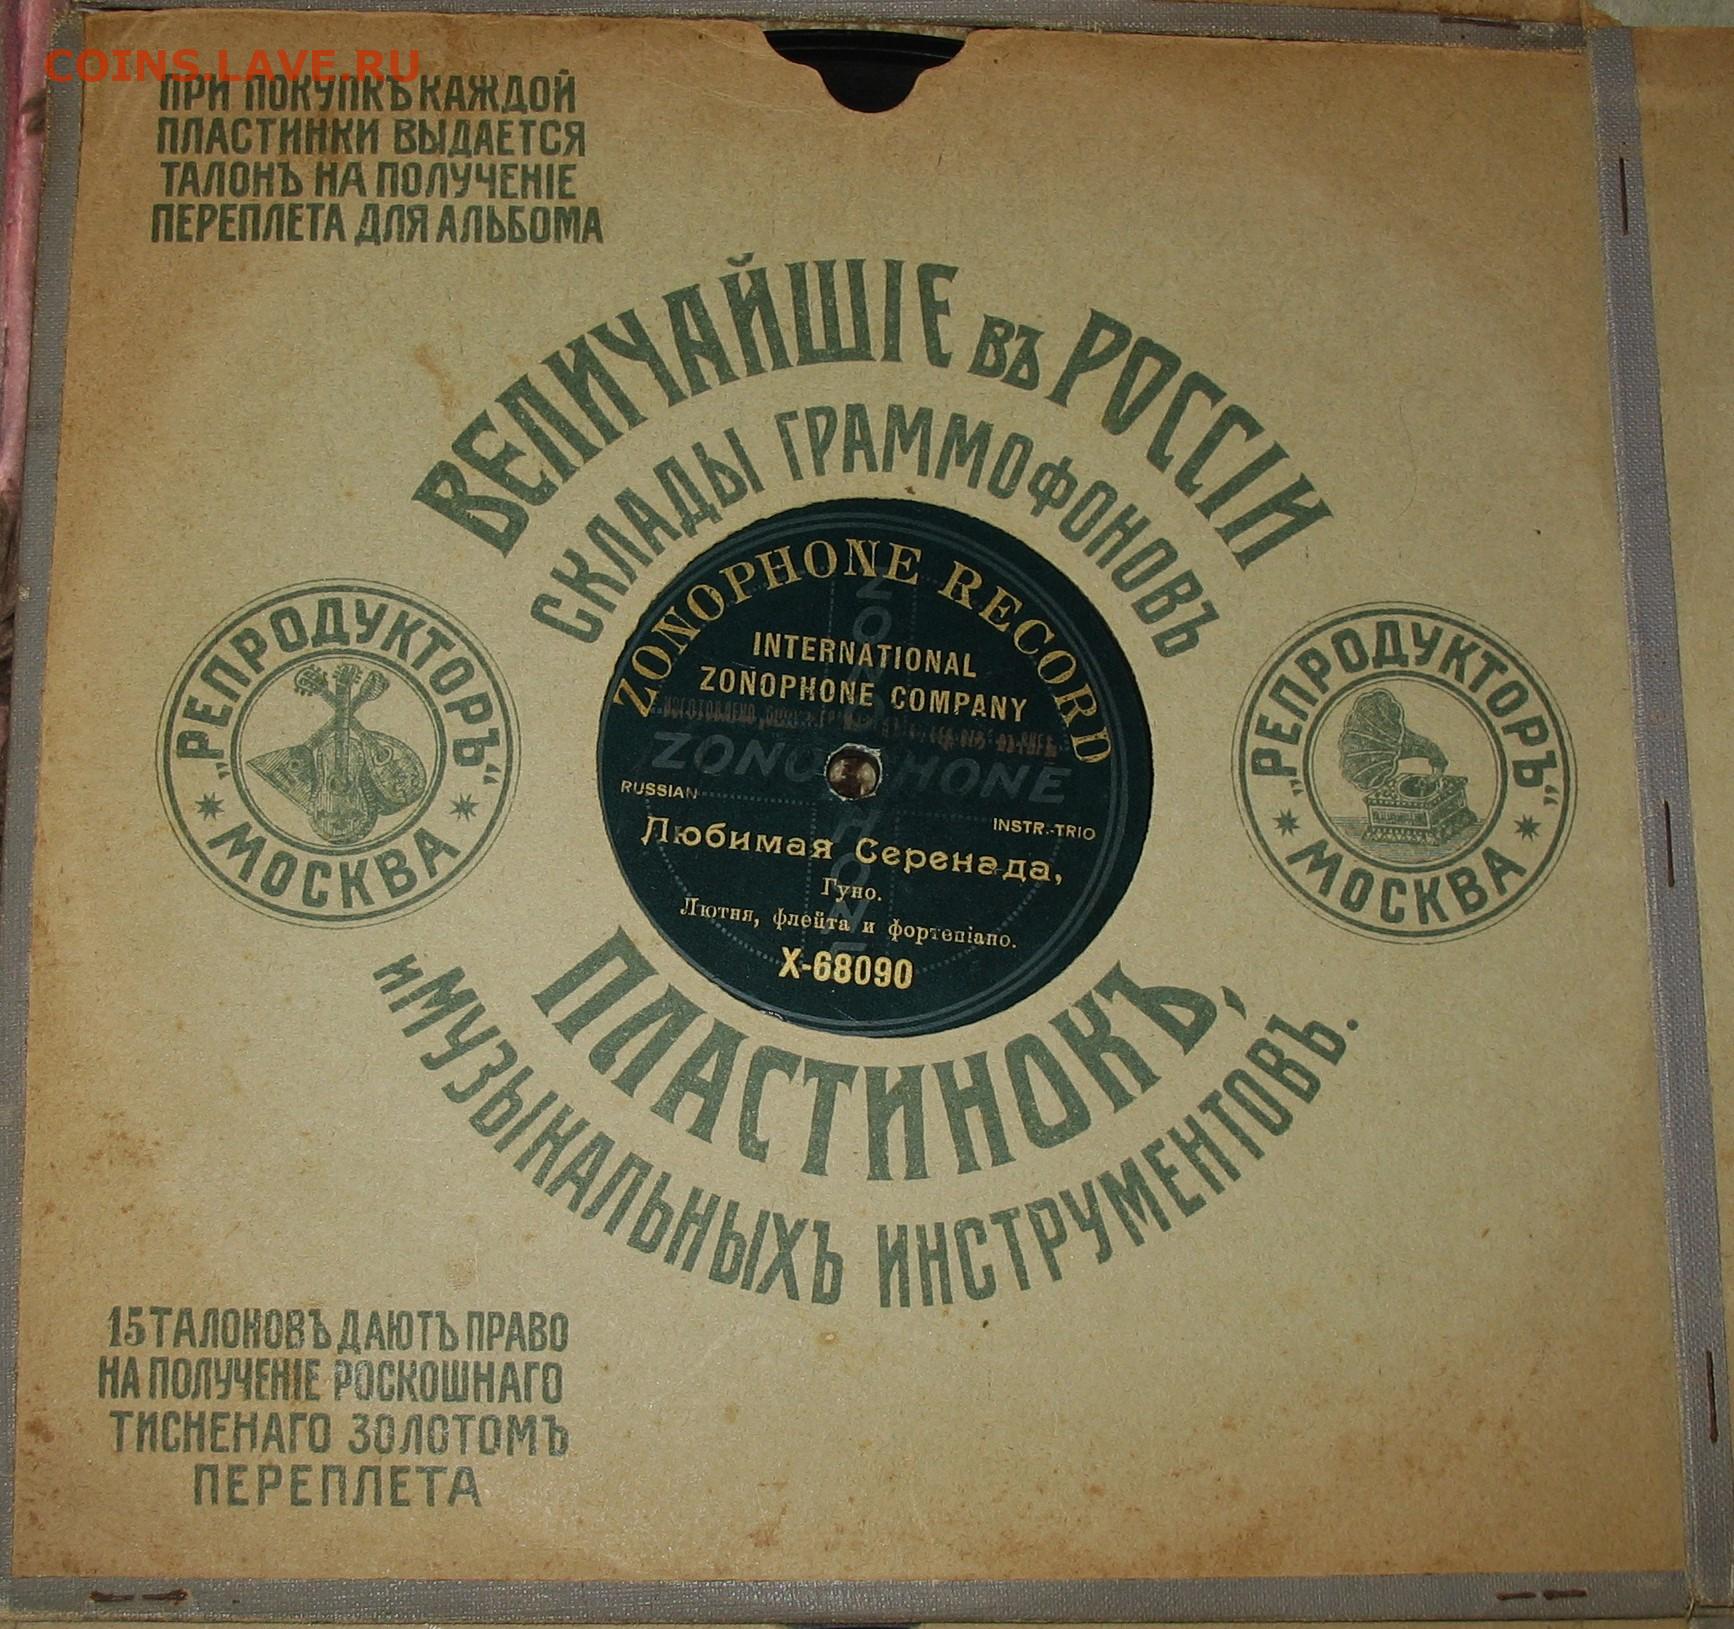 COINS.LAVE.RU
ПРИ ПОКУПКѢ КАЖДОЙ
ПЛАСТИНКИ ВЫДАЕТСЯ
ТАЛОНЪ НА ПОЛУЧЕНІЕ
ПЕРЕПЛЕТА ДЛЯ АЛЬБОМА
ВЕЛИЧАЙШІЕ ВЪ РОССІИ
СКЛАДЫ ГРАММОФОНОВЪ
„РЕПРОДУКТОРЪ„
МОСКВА
ZONOPHONE RECORD
INTERNATIONAL
ZONOPHONE COMPANY
ZONOPHONE
ZONOPHONE
RUSSIAN
INSTR.-TRIO
Любимая Серенада,
Гуно.
Лютня, флейта и фортепіано.
X-68090
„РЕПРОДУКТОРЪ„
МОСКВА
ПЛАСТИНОКЪ,
И МУЗЫКАЛЬНЫХЪ ИНСТРУМЕНТОВЪ.
15 ТАЛОНОВЪ ДАЮТЪ ПРАВО
НА ПОЛУЧЕНІЕ РОСКОШНАГО
ТИСНЕНАГО ЗОЛОТОМЪ
ПЕРЕПЛЕТА